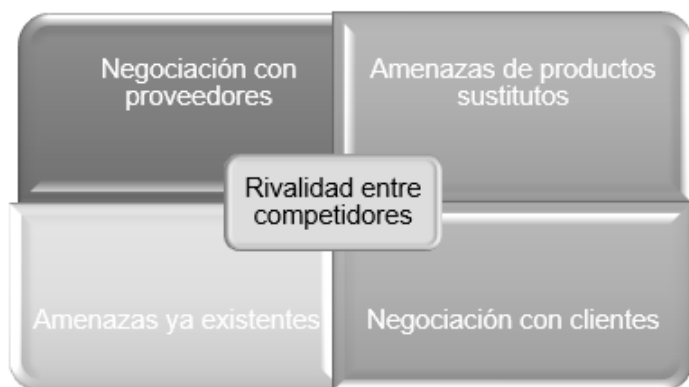 Negociación con
proveedores
Amenazas de productos
sustitutos
Rivalidad entre
competidores
Amenazas ya existentes
Negociación con clientes